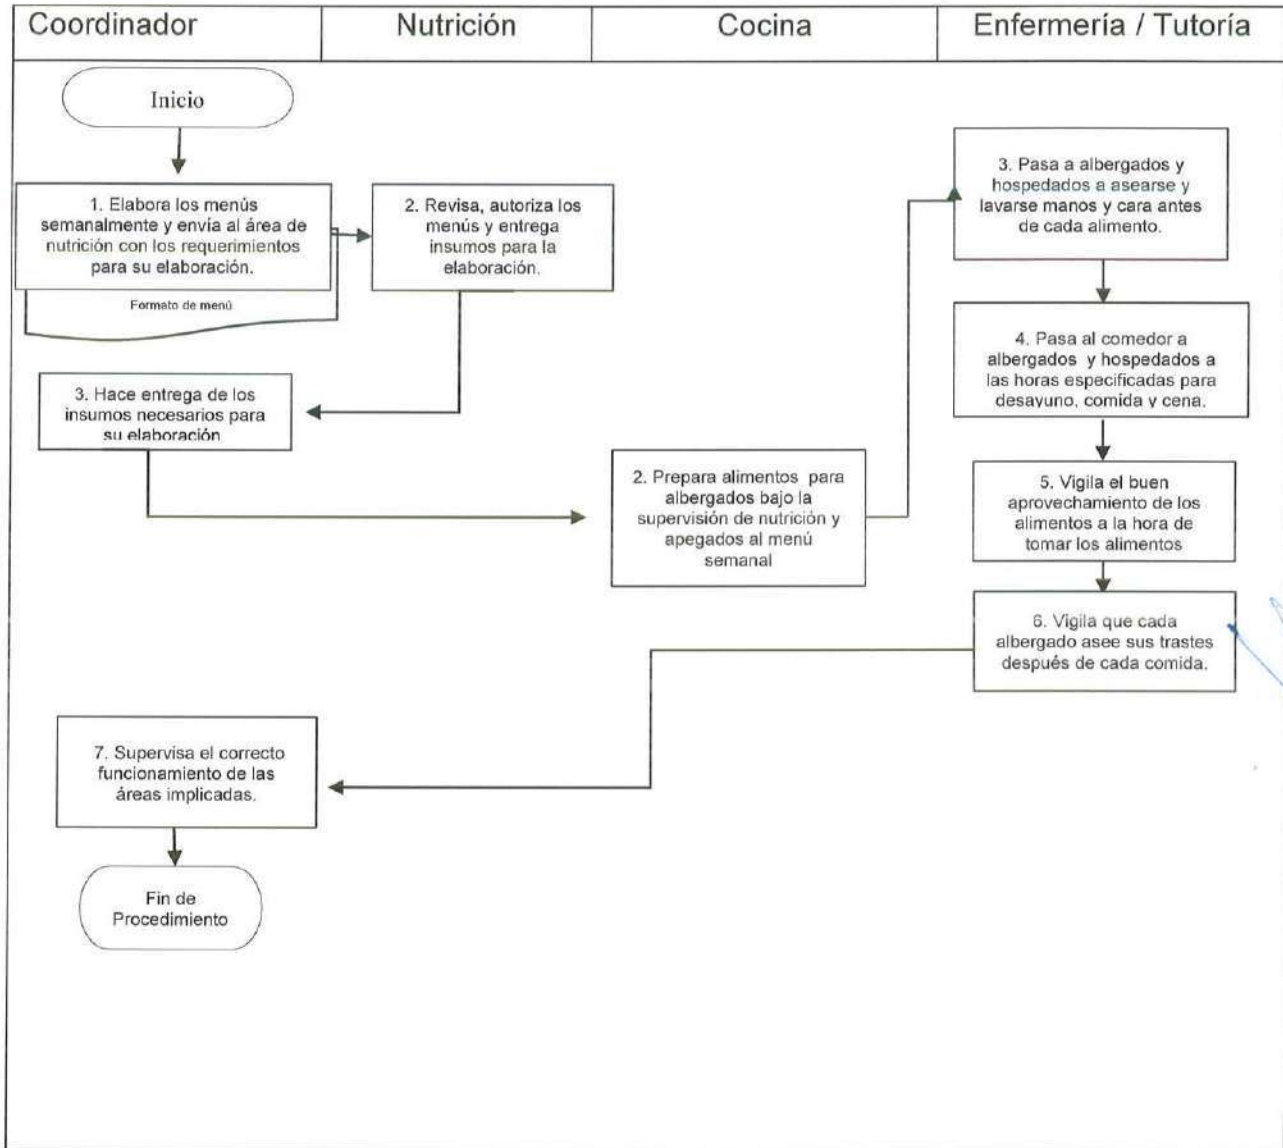 Coordinador
Nutrición
Cocina
Enfermería / Tutoría
Inicio
1. Elabora los menús
semanalmente y envía al área de
nutrición con los requerimientos
para su elaboración.
Formato de menú
2. Revisa, autoriza los
menús y entrega
insumos para la
elaboración.
3. Hace entrega de los
insumos necesarios para
su elaboración
2. Prepara alimentos para
albergados bajo la
supervisión de nutrición y
apegados al menú
semanal
3. Pasa a albergados y
hospedados a asearse y
lavarse manos y cara antes
de cada alimento.
4. Pasa al comedor a
albergados y hospedados a
las horas especificadas para
desayuno, comida y cena.
5. Vigila el buen
aprovechamiento de los
alimentos a la hora de
tomar los alimentos
6. Vigila que cada
albergado asee sus trastes
después de cada comida.
7. Supervisa el correcto
funcionamiento de las
áreas implicadas.
Fin de
Procedimiento